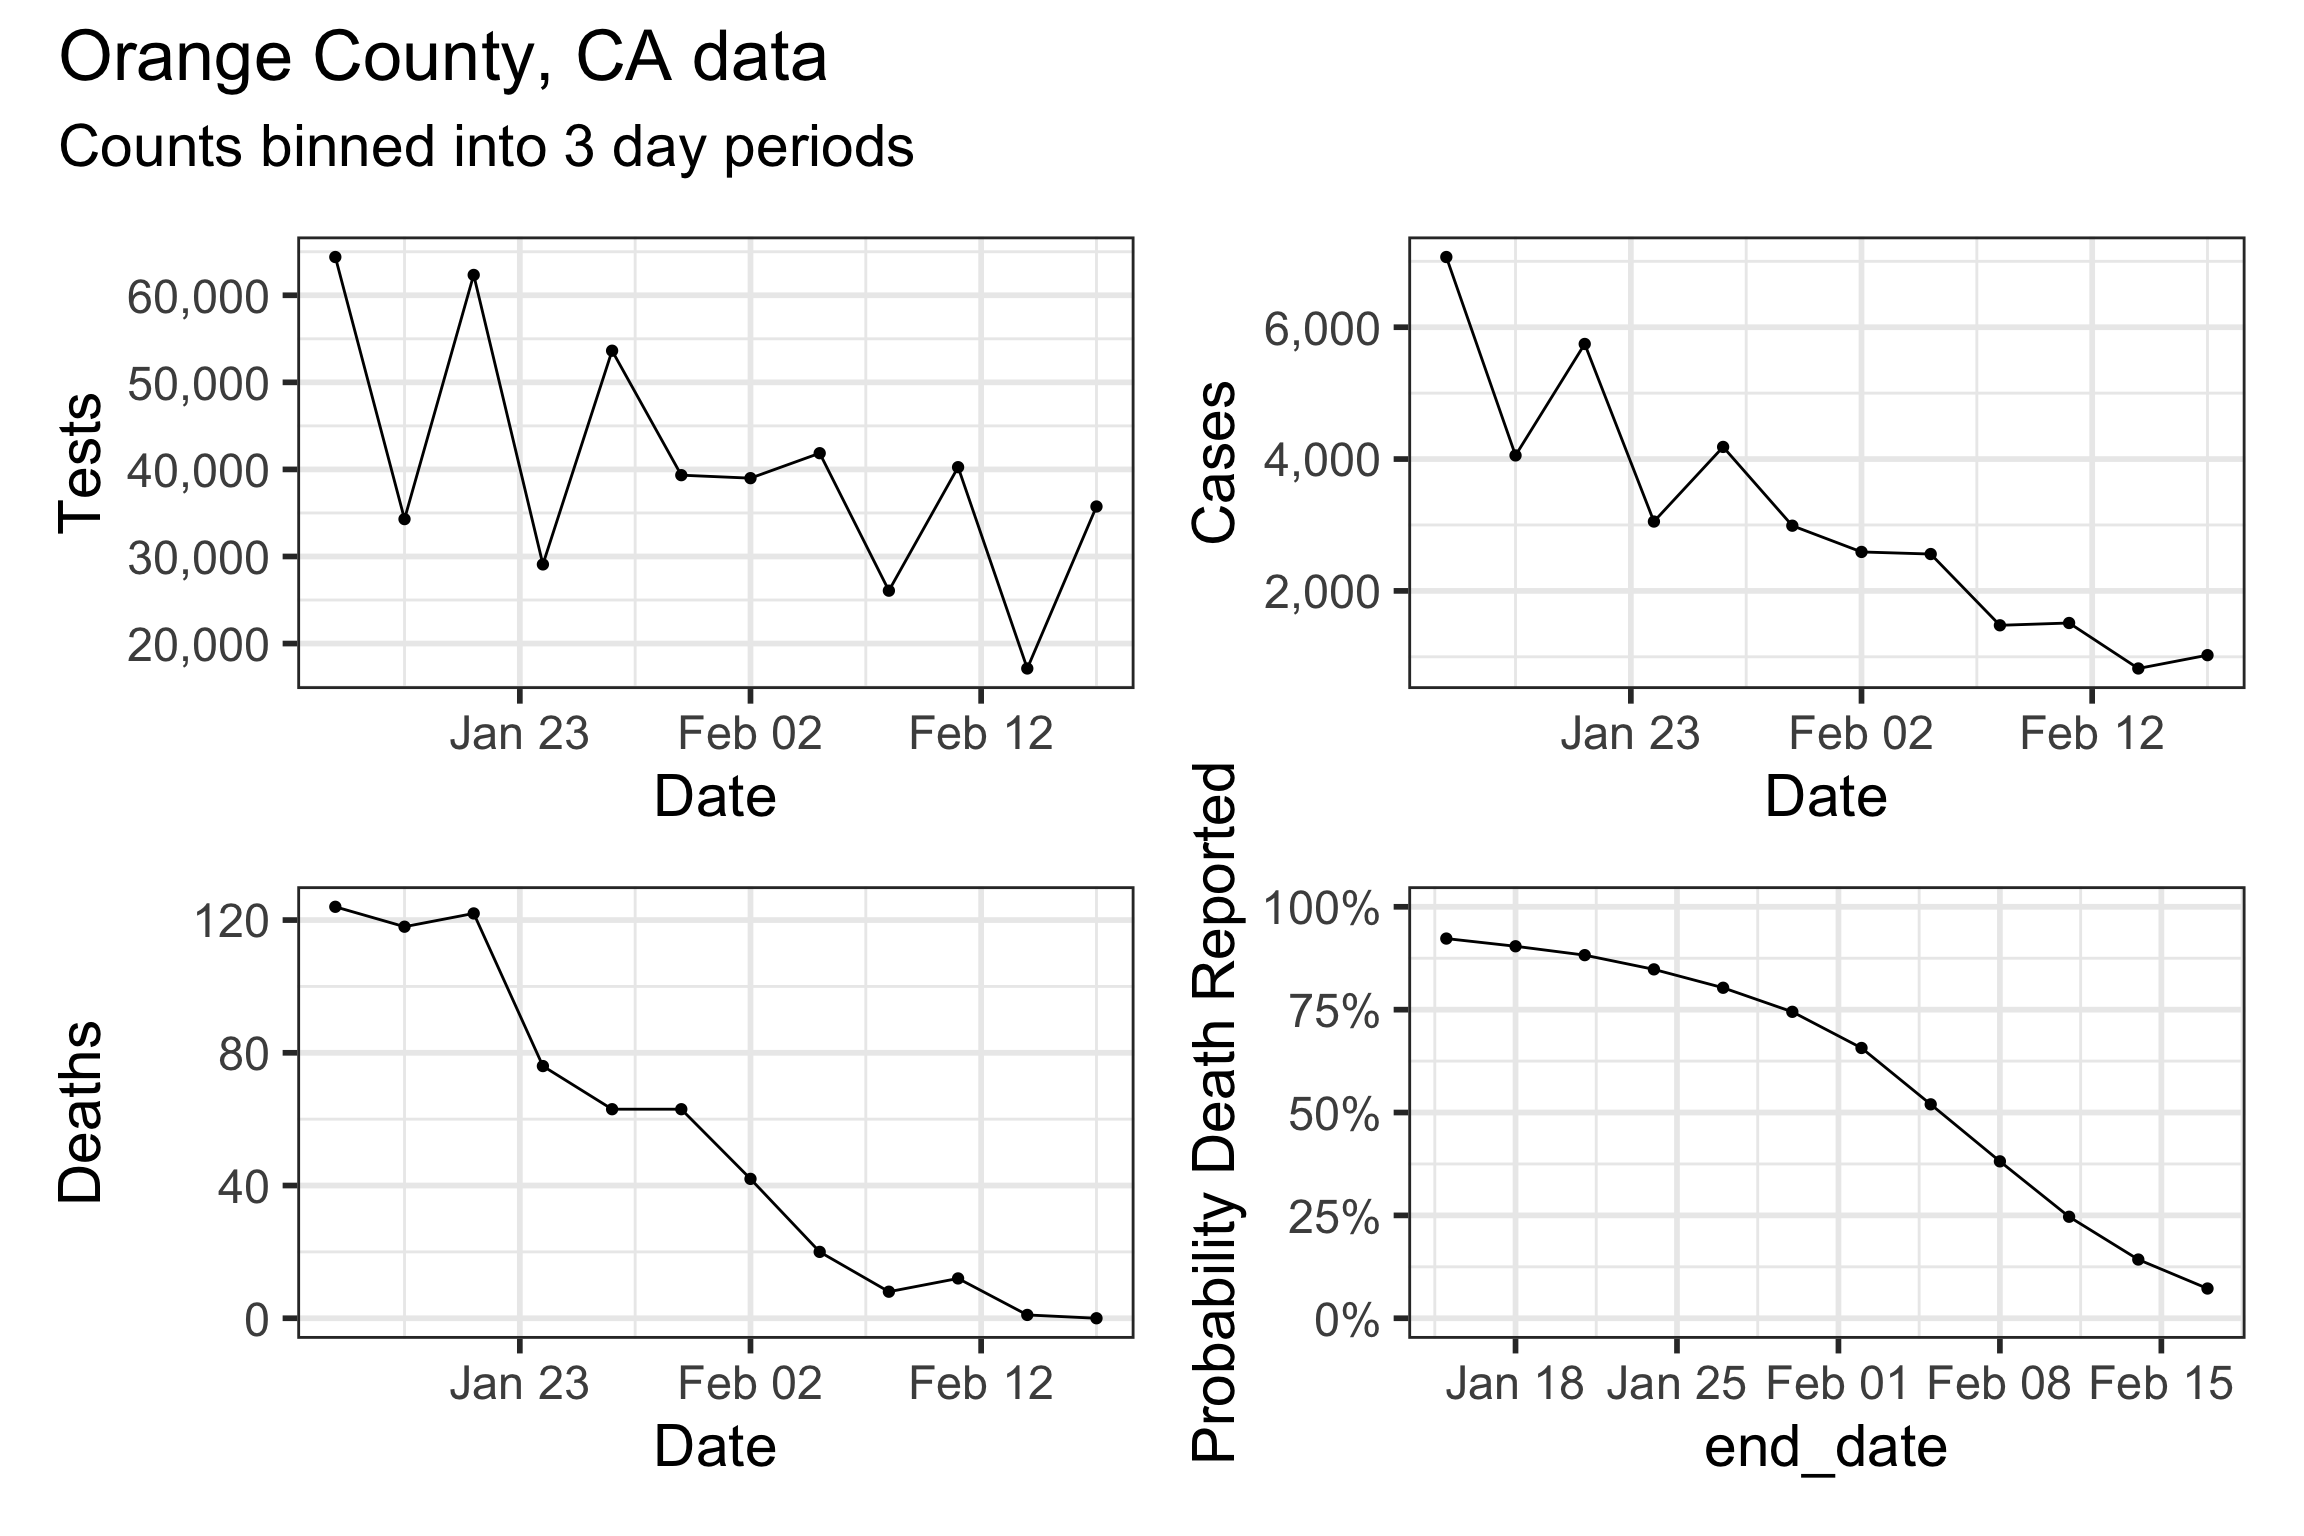 Orange County, CA data
Counts binned into 3 day periods
Tests
60,000
50,000
40,000
30,000
20,000
Jan 23 Feb 02 Feb 12
Date
Cases
6,000
4,000
2,000
Jan 23 Feb 02 Feb 12
Date
Deaths
120
80
40
0
Jan 23 Feb 02 Feb 12
Date
Probability Death Reported
100%
75%
50%
25%
0%
Jan 18 Jan 25 Feb 01 Feb 08 Feb 15
end_date